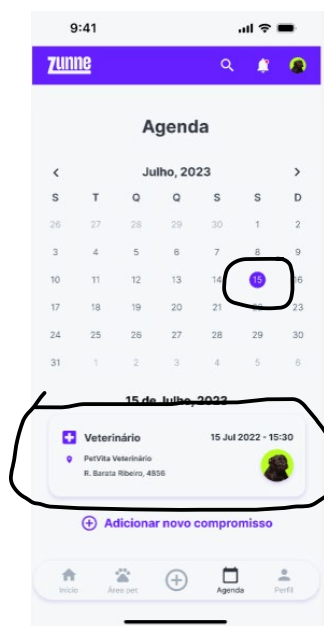 9:41
zunne
Agenda
Julho, 2023
S T Q Q S S D
26 27 28 29 30 1 2
3 4 5 6 7 8 9
10 11 12 13 14 15 16
17 18 19 20 21 22 23
24 25 26 27 28 29 30
31 1 2 3 4 5 6
15 de Julho, 2023
Veterinário 15 Jul 2022 - 15:30
PetVita Veterinário
R. Barata Ribeiro, 4856
Adicionar novo compromisso
Início Área pet Agenda Perfil